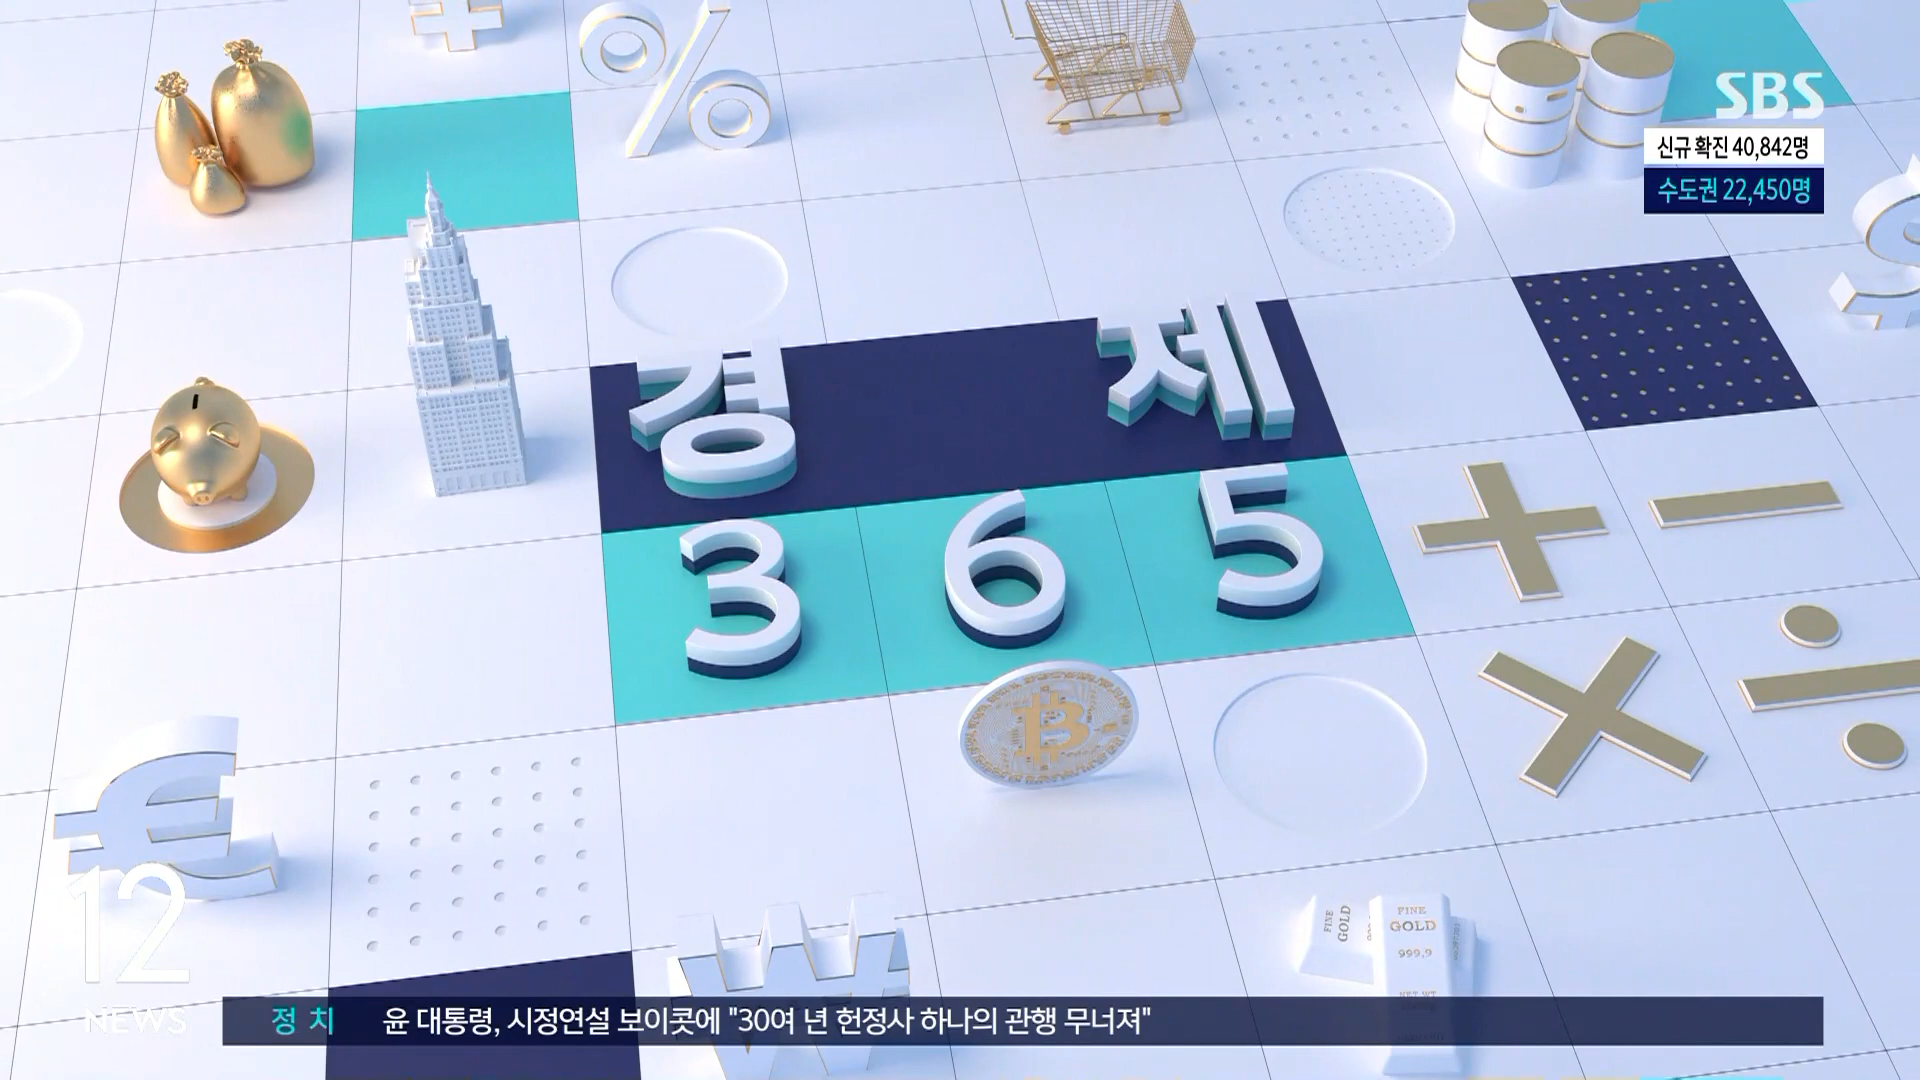 SBS
신규 확진 40,842명
수도권 22,450명
경제
365
FINE
GOLD
FINE
GOLD
999.9
NET WT
12
NEWS
정치 윤 대통령, 시정연설 보이콧에 "30여 년 헌정사 하나의 관행 무너져"